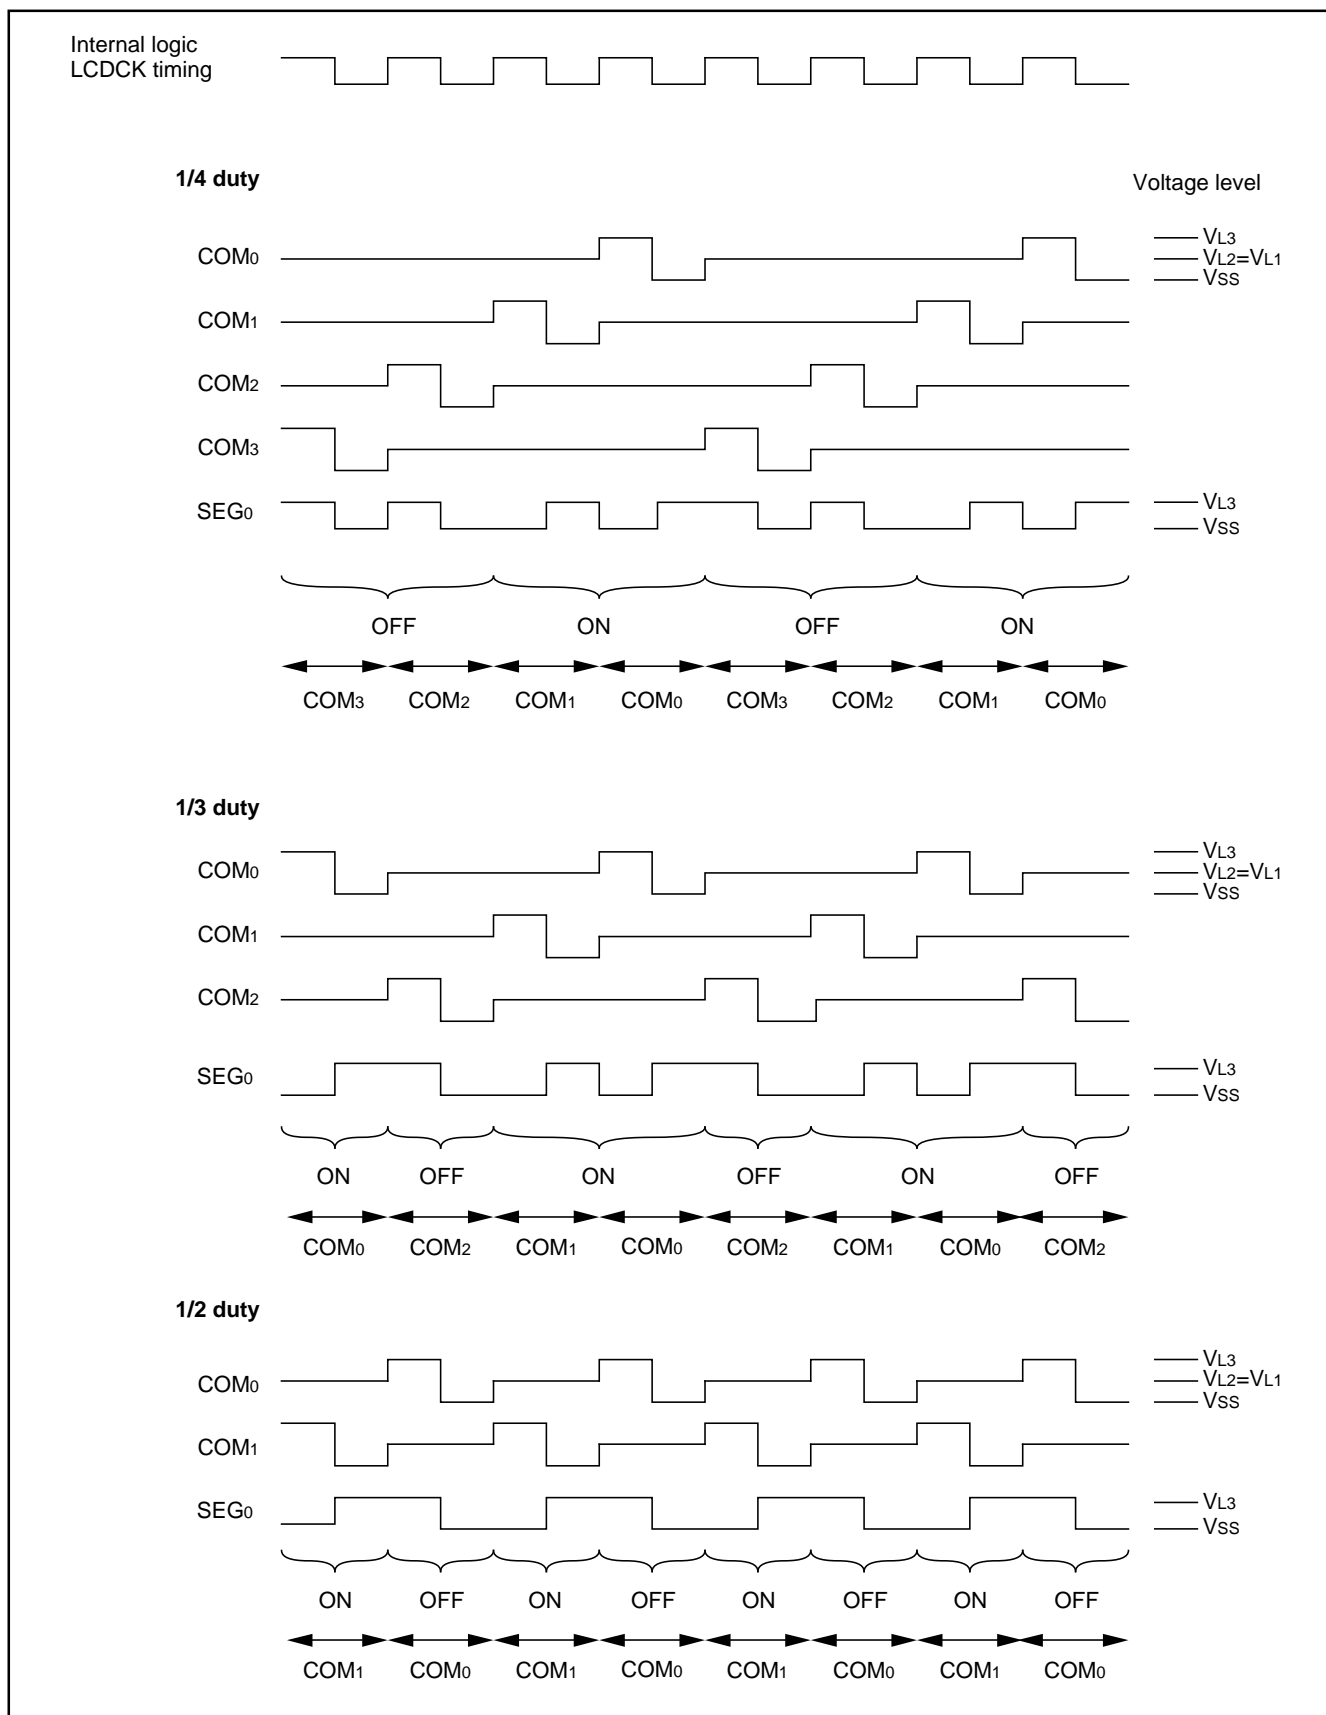 Internal logic
LCDCK timing
1/4 duty
Voltage level
COM0
VL3
VL2=VL1
VSS
COM1
COM2
COM3
SEG0
VL3
VSS
OFF ON OFF ON
COM3 COM2 COM1 COM0 COM3 COM2 COM1 COM0
1/3 duty
COM0
VL3
VL2=VL1
VSS
COM1
COM2
SEG0
VL3
VSS
ON OFF ON OFF ON OFF
COM0 COM2 COM1 COM0 COM2 COM1 COM0 COM2
1/2 duty
COM0
VL3
VL2=VL1
VSS
COM1
SEG0
VL3
VSS
ON OFF ON OFF ON OFF ON OFF
COM1 COM0 COM1 COM0 COM1 COM0 COM1 COM0